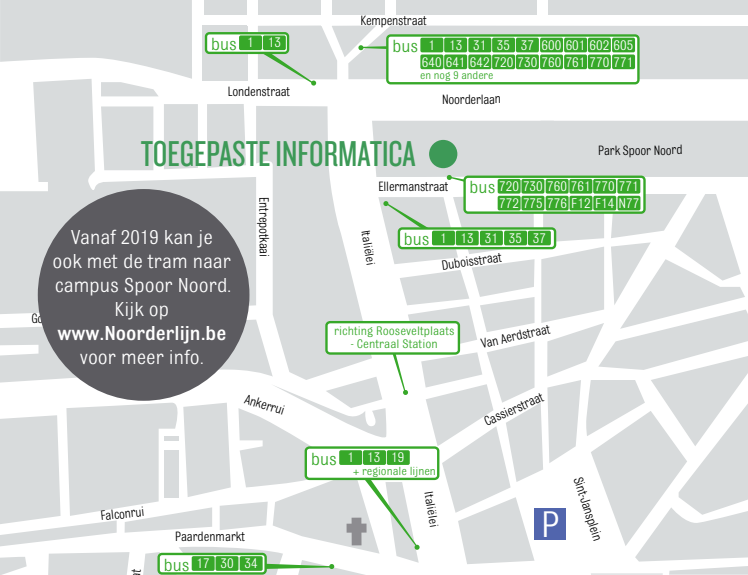 Kempenstraat
bus 1 13
bus 1 13 31 35 37 600 601 602 605
640 641 642 720 730 760 761 770 771
en nog 9 andere
Londenstraat
Noorderlaan
TOEGEPASTE INFORMATICA
Park Spoor Noord
Ellermanstraat
bus 720 730 760 761 770 771
772 775 776 F12 F14 N77
Entrepotkaai
Italiëlei
bus 1 13 31 35 37
Duboisstraat
Vanaf 2019 kan je
ook met de tram naar
campus Spoor Noord.
Kijk op
www.Noorderlijn.be
voor meer info.
richting Rooseveltplaats
- Centraal Station
Van Aerdstraat
Ankerrui
Cassierstraat
bus 1 13 19
+ regionale lijnen
Italiëlei
Sint-Jansplein
P
Falconrui
Paardenmarkt
bus 17 30 34